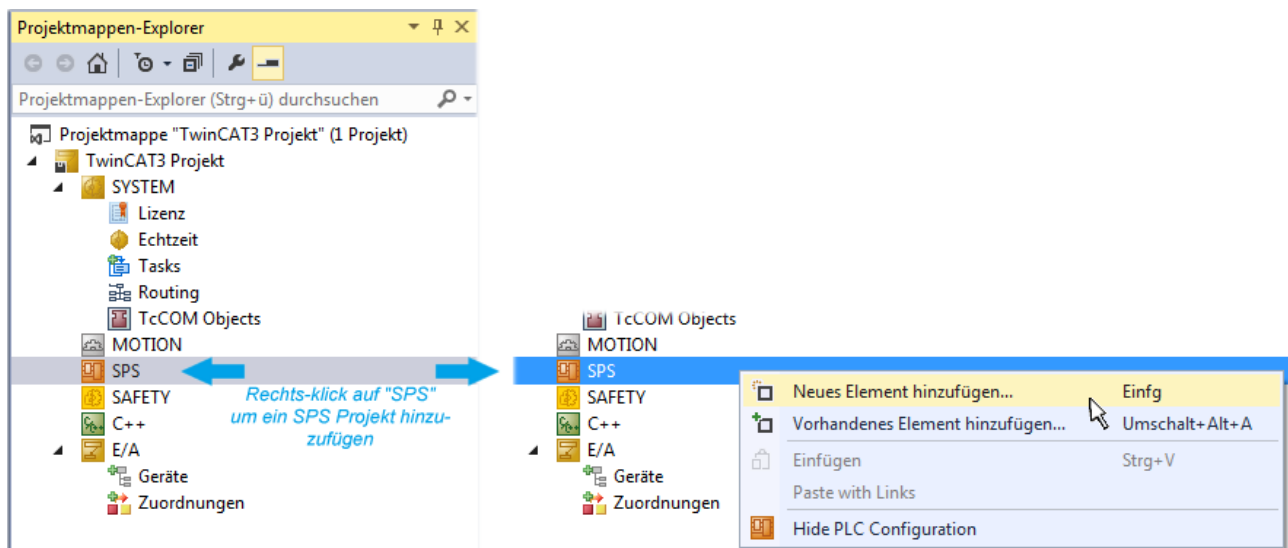 Projektmappen-Explorer
Projektmappen-Explorer (Strg+ü) durchsuchen
Projektmappe "TwinCAT3 Projekt" (1 Projekt)
TwinCAT3 Projekt
SYSTEM
Lizenz
Echtzeit
Tasks
Routing
TcCOM Objects
MOTION
SPS
SAFETY
C++
E/A
Geräte
Zuordnungen
Rechts-klick auf "SPS"
um ein SPS Projekt hinzu-
zufügen
TcCOM Objects
MOTION
SPS
SAFETY
C++
E/A
Geräte
Zuordnungen
Neues Element hinzufügen... Einfg
Vorhandenes Element hinzufügen... Umschalt+Alt+A
Einfügen Strg+V
Paste with Links
Hide PLC Configuration